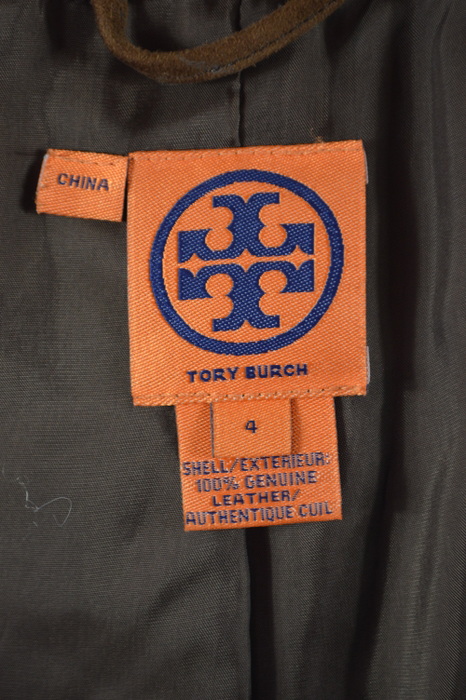 CHINA
TORY BURCH
4
SHELL/EXTERIEUR:
100% GENUINE
LEATHER/
AUTHENTIQUE CUIL